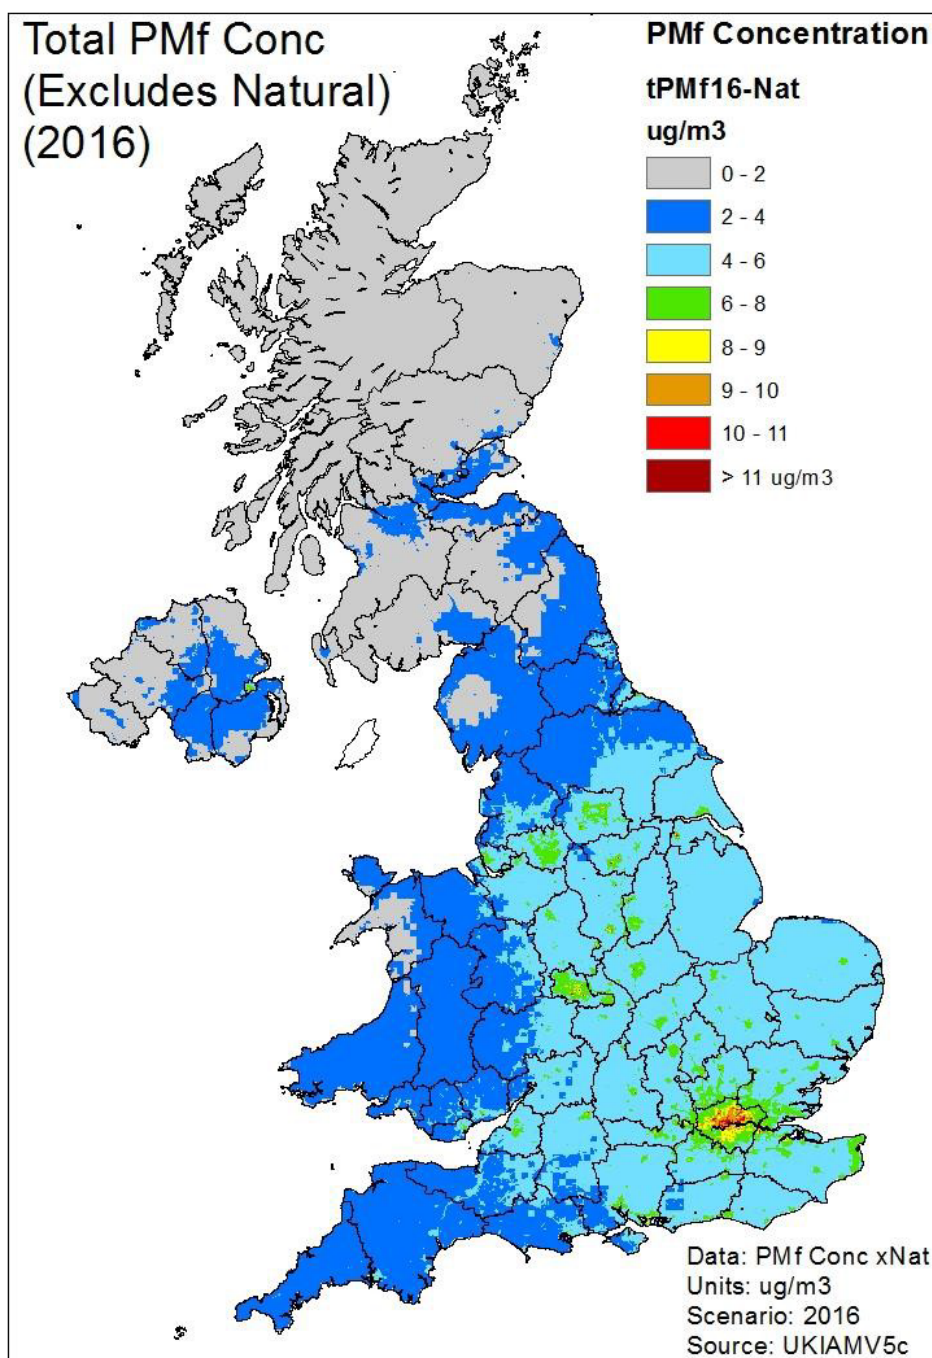 Total PMf Conc
(Excludes Natural)
(2016)
PMf Concentration
tPMf16-Nat
ug/m3
0 - 2
2 - 4
4 - 6
6 - 8
8 - 9
9 - 10
10 - 11
> 11 ug/m3
Data: PMf Conc xNat
Units: ug/m3
Scenario: 2016
Source: UKIAMV5c